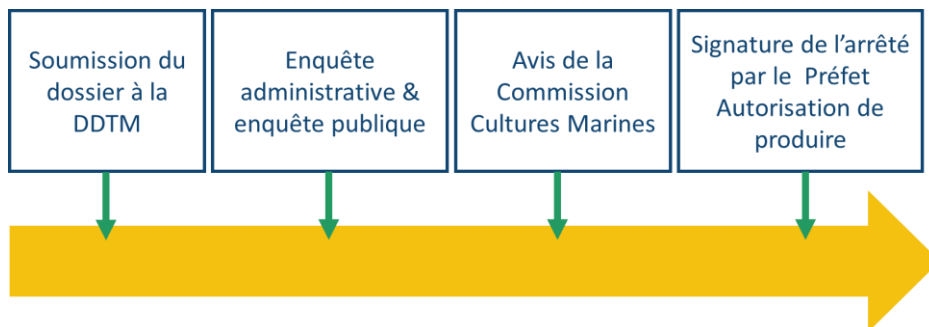 Soumission du
dossier à la
DDTM
Enquête
administrative &
enquête publique
Avis de la
Commission
Cultures Marines
Signature de l’arrêté
par le Préfet
Autorisation de
produire